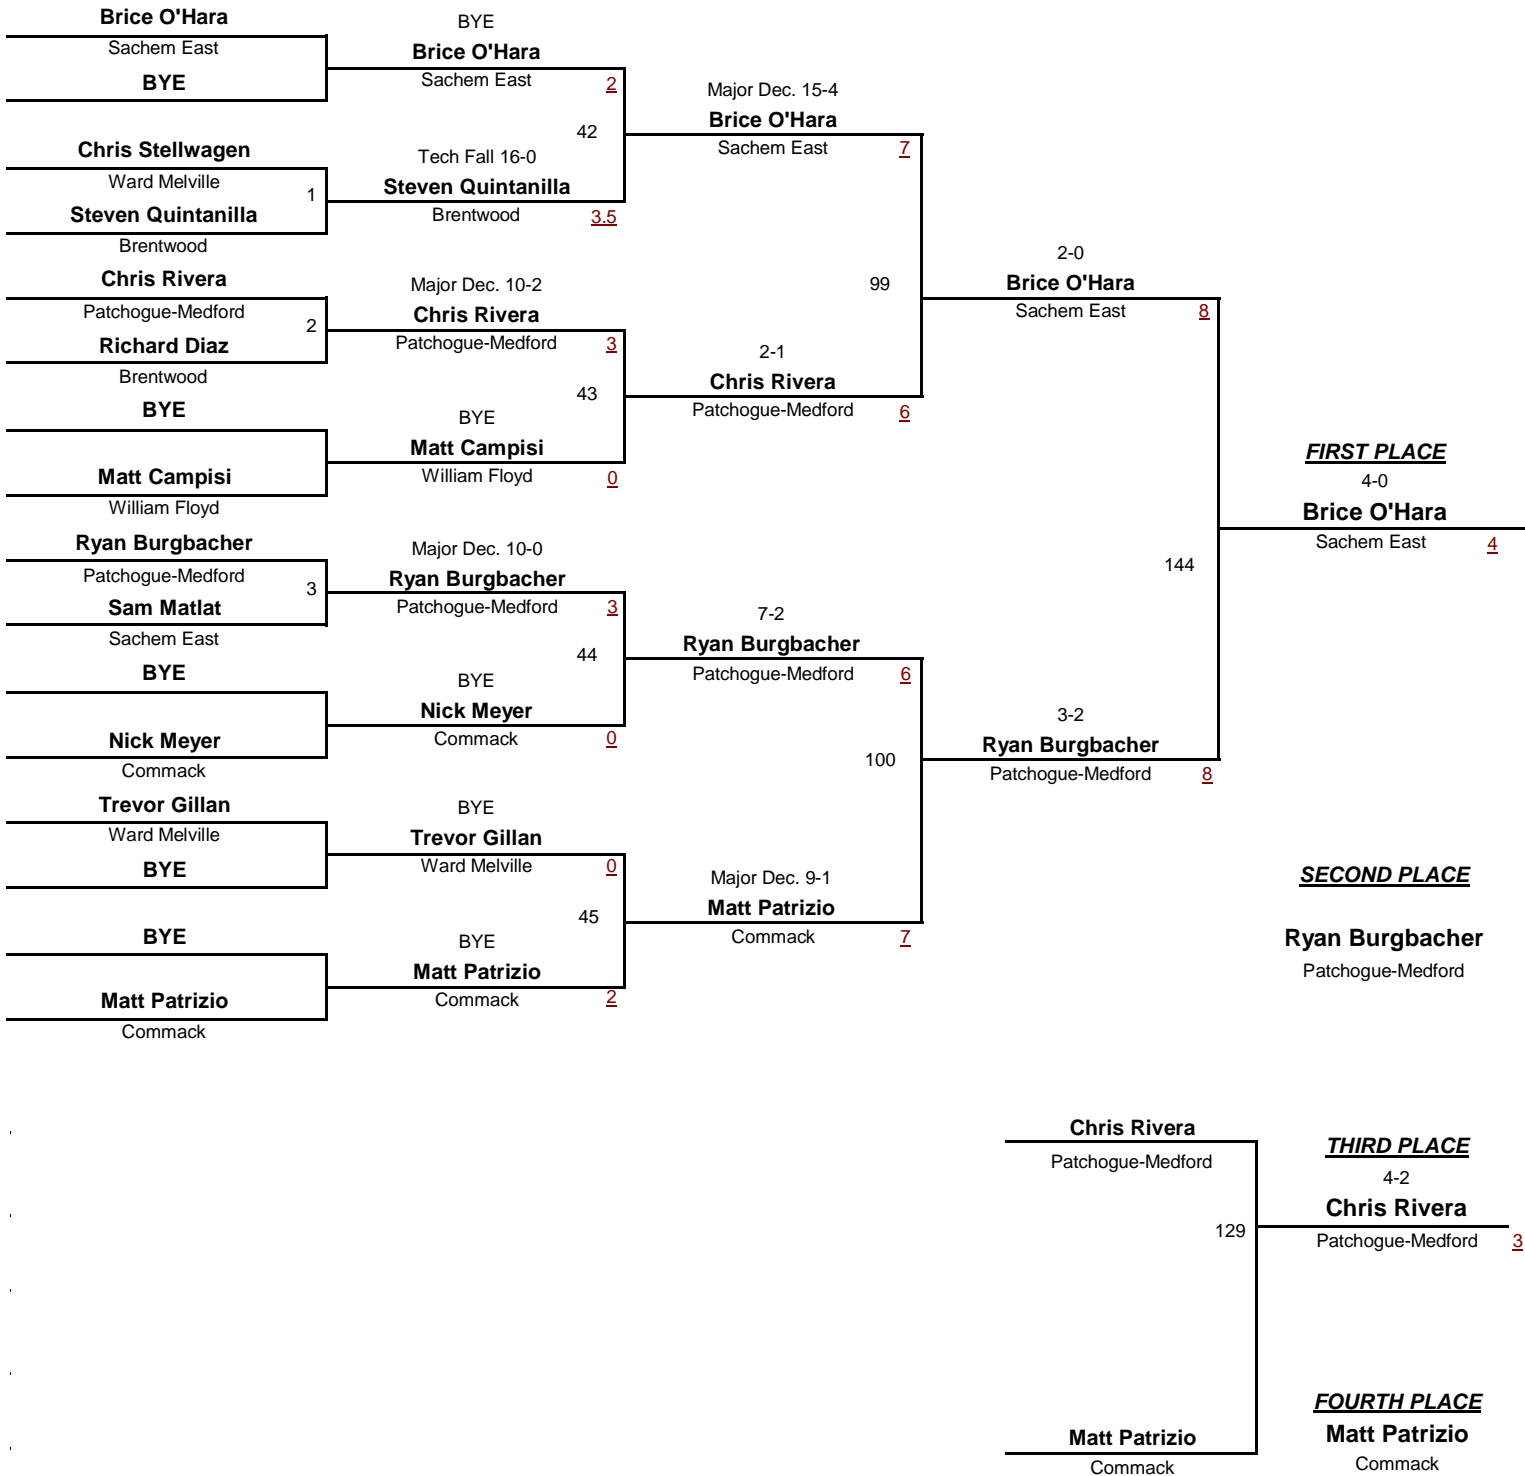 Brice O'Hara
Sachem East
BYE
Chris Stellwagen
Ward Melville
1
Steven Quintanilla
Brentwood
Chris Rivera
Patchogue-Medford
2
Richard Diaz
Brentwood
BYE
Matt Campisi
William Floyd
Ryan Burgbacher
Patchogue-Medford
3
Sam Matlat
Sachem East
BYE
Nick Meyer
Commack
Trevor Gillan
Ward Melville
BYE
BYE
Matt Patrizio
Commack
BYE
Brice O'Hara
Sachem East
2
42
Tech Fall 16-0
Steven Quintanilla
Brentwood
3.5
Major Dec. 10-2
Chris Rivera
Patchogue-Medford
3
43
BYE
Matt Campisi
William Floyd
0
Major Dec. 10-0
Ryan Burgbacher
Patchogue-Medford
3
44
BYE
Nick Meyer
Commack
0
BYE
Trevor Gillan
Ward Melville
0
45
BYE
Matt Patrizio
Commack
2
Major Dec. 15-4
Brice O'Hara
Sachem East
7
99
2-1
Chris Rivera
Patchogue-Medford
6
7-2
Ryan Burgbacher
Patchogue-Medford
6
100
Major Dec. 9-1
Matt Patrizio
Commack
7
2-0
Brice O'Hara
Sachem East
8
144
3-2
Ryan Burgbacher
Patchogue-Medford
8
FIRST PLACE
4-0
Brice O'Hara
Sachem East
4
SECOND PLACE
Ryan Burgbacher
Patchogue-Medford
Chris Rivera
Patchogue-Medford
129
Matt Patrizio
Commack
THIRD PLACE
4-2
Chris Rivera
Patchogue-Medford
3
FOURTH PLACE
Matt Patrizio
Commack